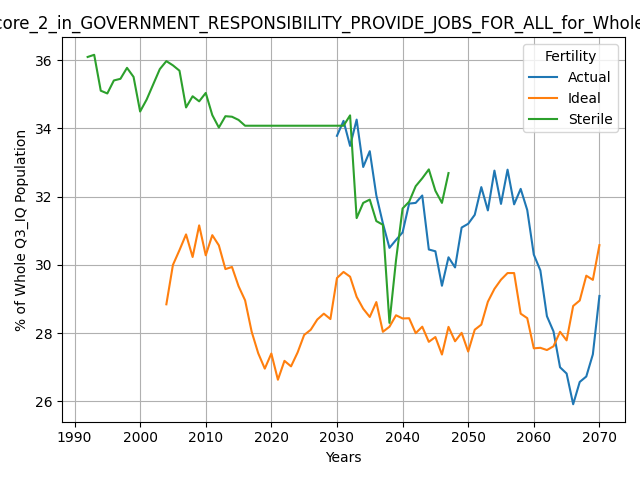 core_2_in_GOVERNMENT_RESPONSIBILITY_PROVIDE_JOBS_FOR_ALL_for_Whole
Fertility
Actual
Ideal
Sterile
% of Whole Q3_IQ Population
36
34
32
30
28
26
1990
2000
2010
2020
2030
2040
2050
2060
2070
Years